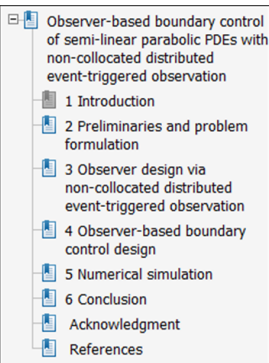 Observer-based boundary control
of semi-linear parabolic PDEs with
non-collocated distributed
event-triggered observation
1 Introduction
2 Preliminaries and problem
formulation
3 Observer design via
non-collocated distributed
event-triggered observation
4 Observer-based boundary
control design
5 Numerical simulation
6 Conclusion
Acknowledgment
References